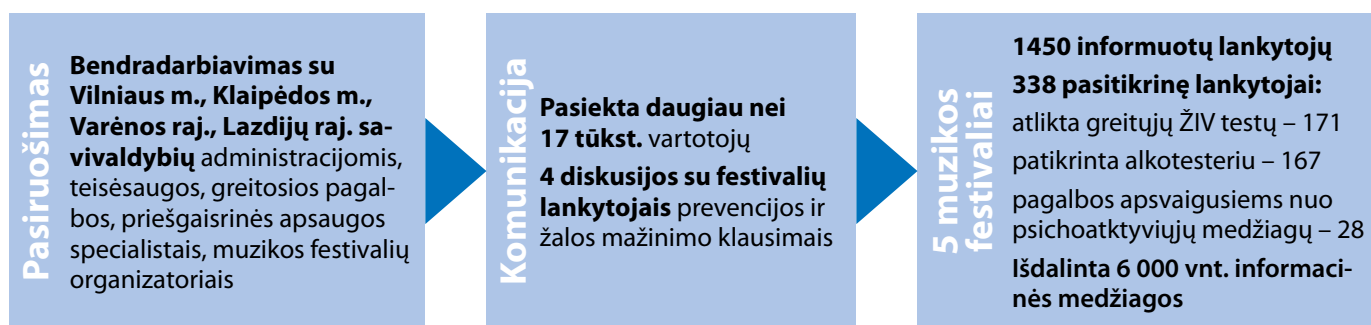 Pasiruošimas
Bendradarbiavimas su
Vilniaus m., Klaipėdos m.,
Varėnos raj., Lazdijų raj. sa-
vivaldybių administracijomis,
teisėsaugos, greitosios pagal-
bos, priešgaisrinės apsaugos
specialistais, muzikos festivalių
organizatoriais
Komunikacija
Pasiekta daugiau nei
17 tūkst. vartotojų
4 diskusijos su festivalių
lankytojais prevencijos ir
žalos mažinimo klausimais
5 muzikos
festivaliai
1450 informuotų lankytojų
338 pasitikrinę lankytojai:
atlikta greitųjų ŽIV testų – 171
patikrinta alkotesteriu – 167
pagalbos apsvaigusiems nuo
psichoatktyviųjų medžiagų – 28
Išdalinta 6 000 vnt. informaci-
nės medžiagos